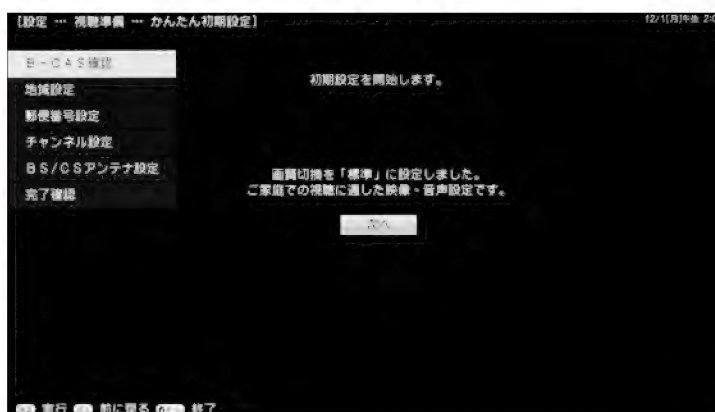 [設定 … 視聴準備 … かんたん初期設定]
12/1[月]午後 2:0
B-CAS確認
地域設定
郵便番号設定
チャンネル設定
BS/CSアンテナ設定
完了確認
初期設定を開始します。
画質切換を「標準」に設定しました。
ご家庭での視聴に適した映像・音声設定です。
次へ
実行 前に戻る 終了